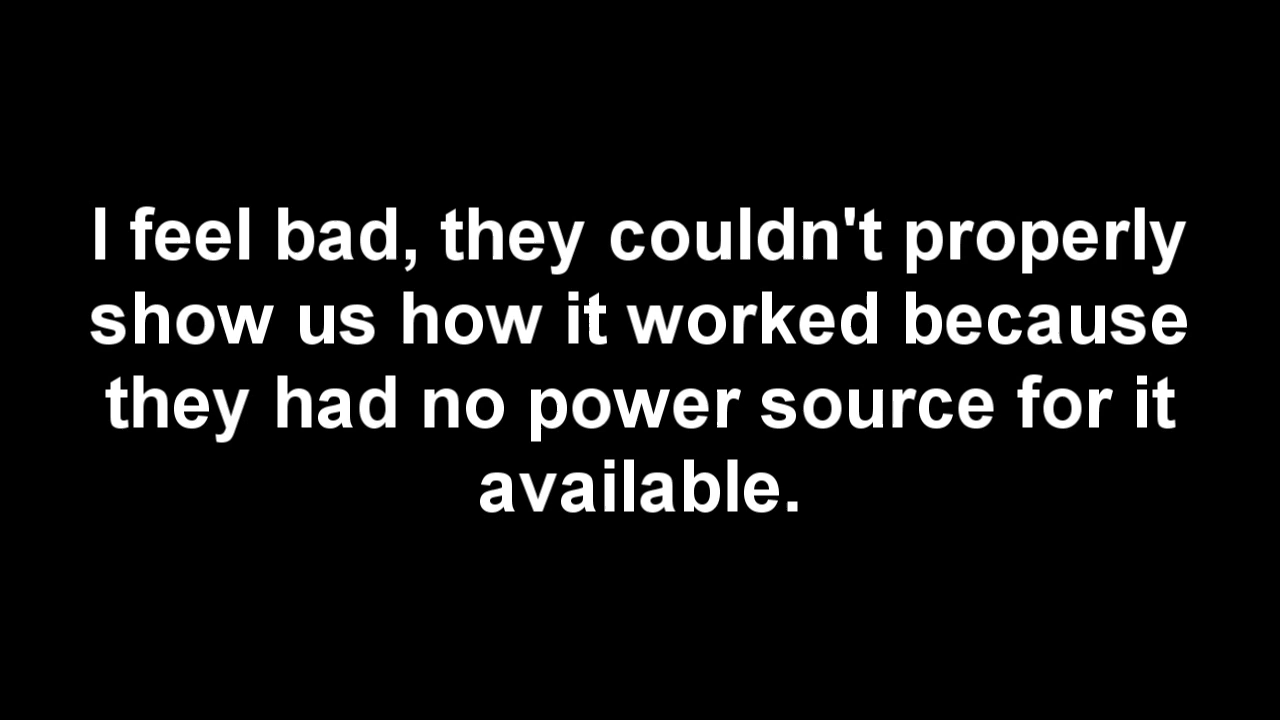 I feel bad, they couldn't properly
show us how it worked because
they had no power source for it
available.